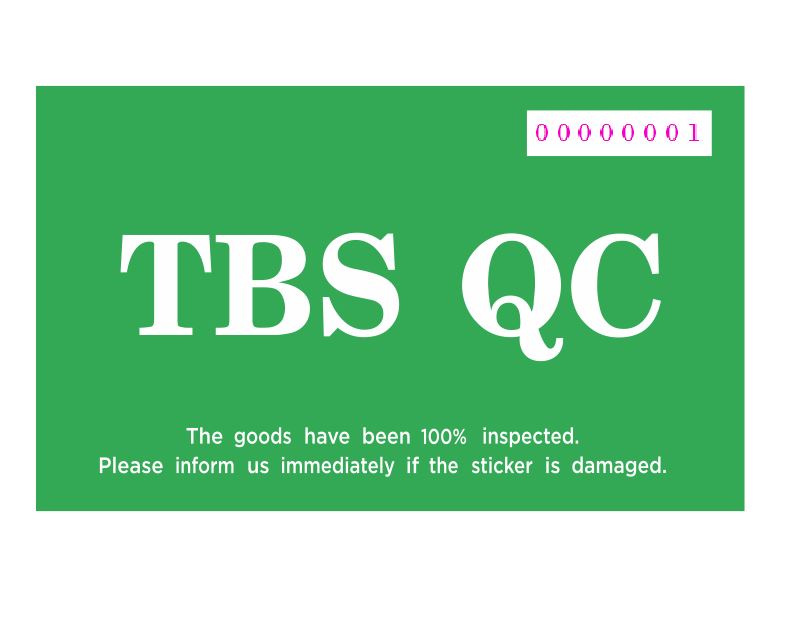 00000001
TBS QC
The goods have been 100% inspected.
Please inform us immediately if the sticker is damaged.